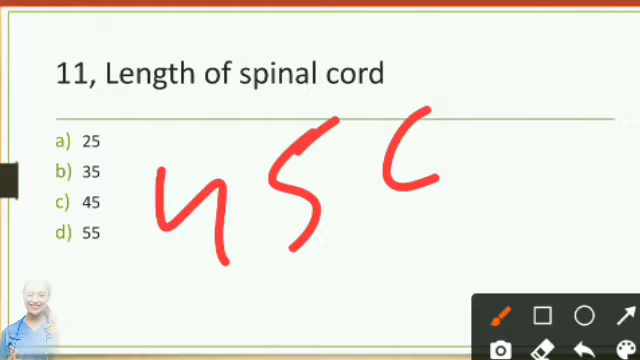 11, Length of spinal cord
a) 25
b) 35
c) 45
d) 55
45 c